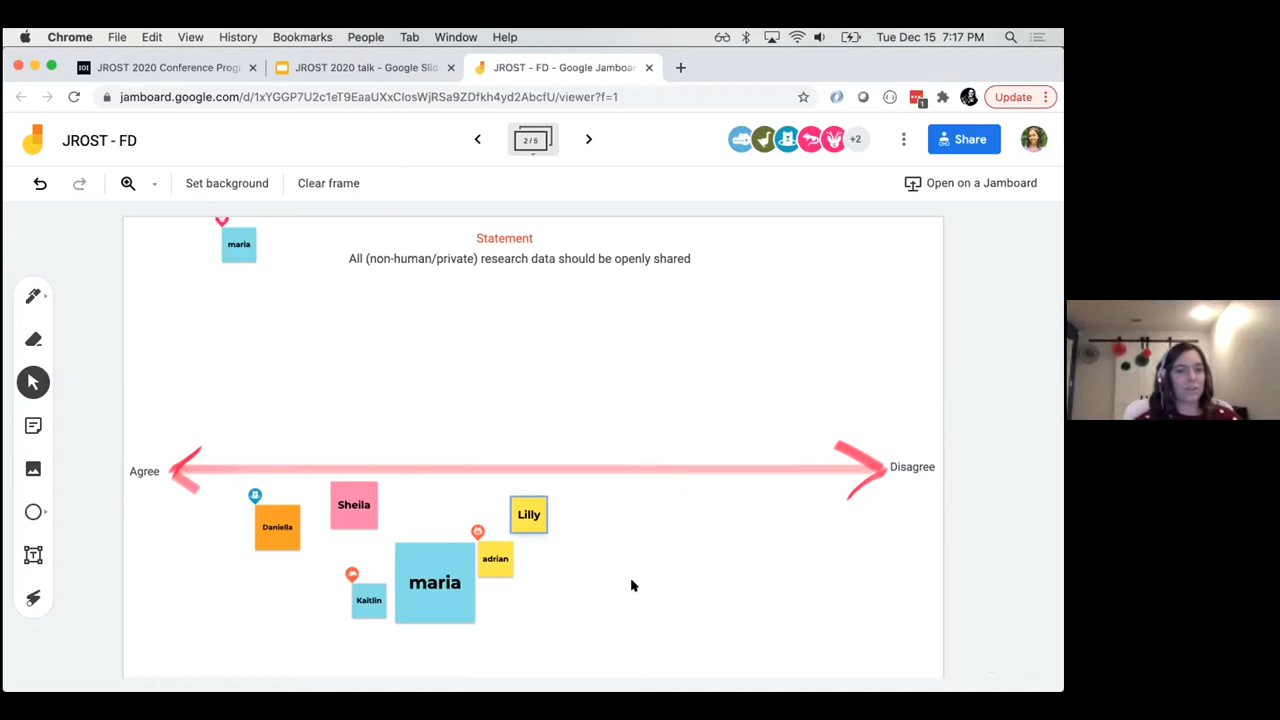 Chrome File Edit View History Bookmarks People Tab Window Help Tue Dec 15 7:17 PM
IOI JROST 2020 Conference Prog JROST 2020 talk - Google Slid JROST - FD - Google Jamboar
jamboard.google.com/d/1xYGGP7U2c1eT9EaaUXxCIosWjRSa9ZDfkh4yd2AbcfU/viewer?f=1 1 Update
JROST - FD 2 / 5 +2 Share
Set background Clear frame Open on a Jamboard
maria
Statement
All (non-human/private) research data should be openly shared
Agree
Disagree
Sheila
Lilly
Daniella
adrian
maria
Kaitlin